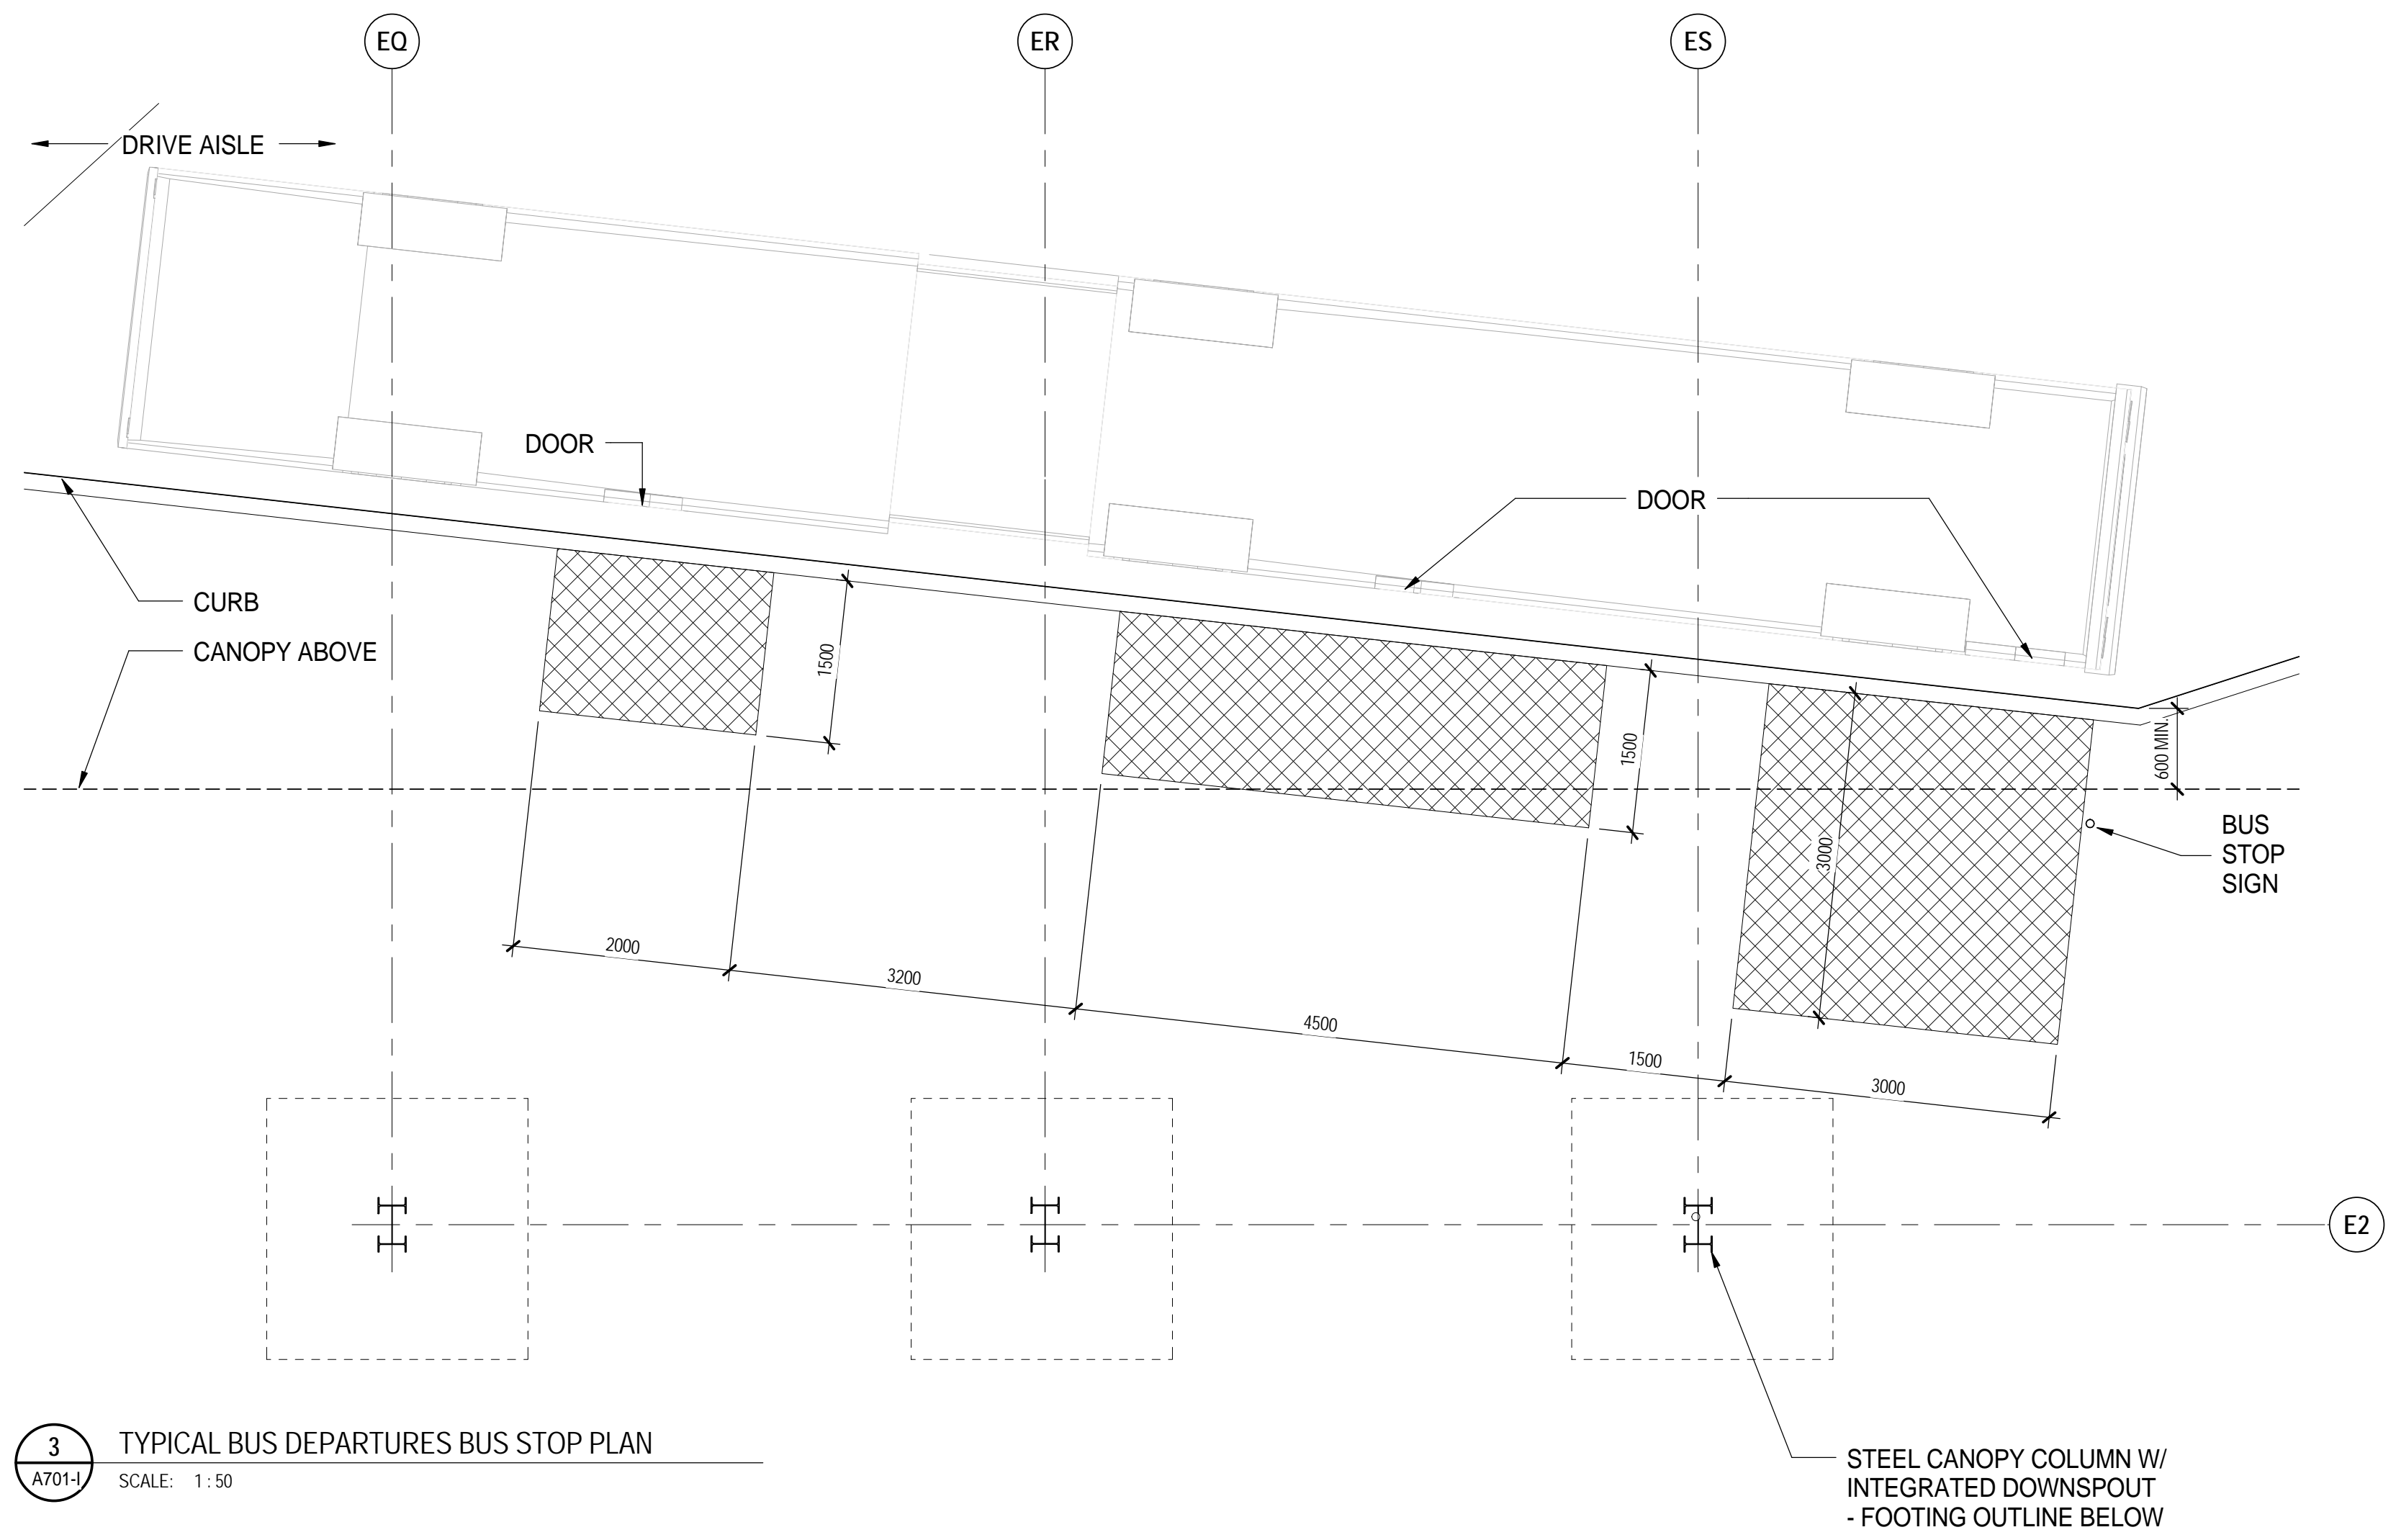 EQ
ER
ES
DRIVE AISLE
DOOR
DOOR
CURB
CANOPY ABOVE
1500
1500
600 MIN.
3000
BUS
STOP
SIGN
2000
3200
4500
1500
3000
E2
3
A701-I
TYPICAL BUS DEPARTURES BUS STOP PLAN
SCALE: 1 : 50
STEEL CANOPY COLUMN W/
INTEGRATED DOWNSPOUT
- FOOTING OUTLINE BELOW